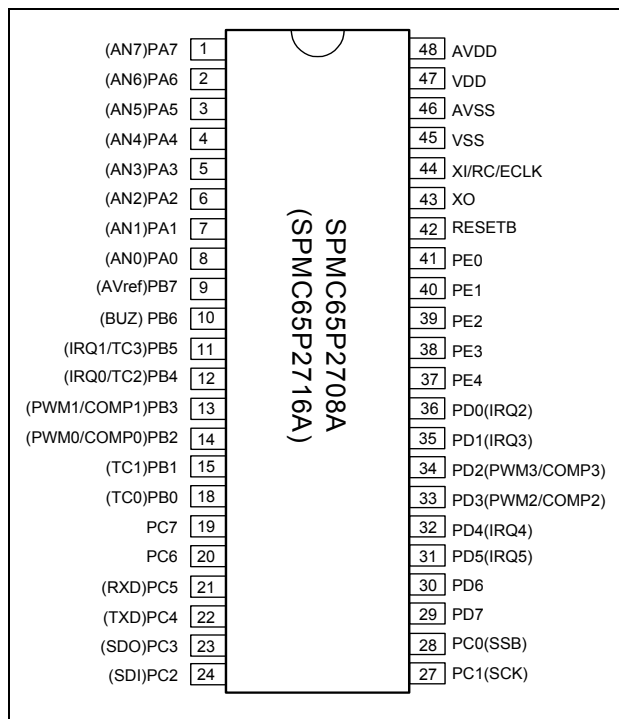 (AN7)PA7 1
(AN6)PA6 2
(AN5)PA5 3
(AN4)PA4 4
(AN3)PA3 5
(AN2)PA2 6
(AN1)PA1 7
(AN0)PA0 8
(AVref)PB7 9
(BUZ) PB6 10
(IRQ1/TC3)PB5 11
(IRQ0/TC2)PB4 12
(PWM1/COMP1)PB3 13
(PWM0/COMP0)PB2 14
(TC1)PB1 15
(TC0)PB0 18
PC7 19
PC6 20
(RXD)PC5 21
(TXD)PC4 22
(SDO)PC3 23
(SDI)PC2 24
SPMC65P2708A
(SPMC65P2716A)
48 AVDD
47 VDD
46 AVSS
45 VSS
44 XI/RC/ECLK
43 XO
42 RESETB
41 PE0
40 PE1
39 PE2
38 PE3
37 PE4
36 PD0(IRQ2)
35 PD1(IRQ3)
34 PD2(PWM3/COMP3)
33 PD3(PWM2/COMP2)
32 PD4(IRQ4)
31 PD5(IRQ5)
30 PD6
29 PD7
28 PC0(SSB)
27 PC1(SCK)